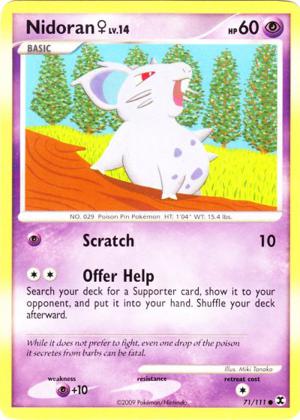 Nidoran♀ LV.14 HP 60
BASIC
NO. 029 Poison Pin Pokémon HT: 1'04" WT: 15.4 lbs.
Scratch 10
Offer Help
Search your deck for a Supporter card, show it to your
opponent, and put it into your hand. Shuffle your deck
afterward.
While it does not prefer to fight, even one drop of the poison
it secretes from barbs can be fatal.
Illus. Miki Tanaka
weakness resistance retreat cost
+10
©2009 Pokémon/Nintendo 71/111